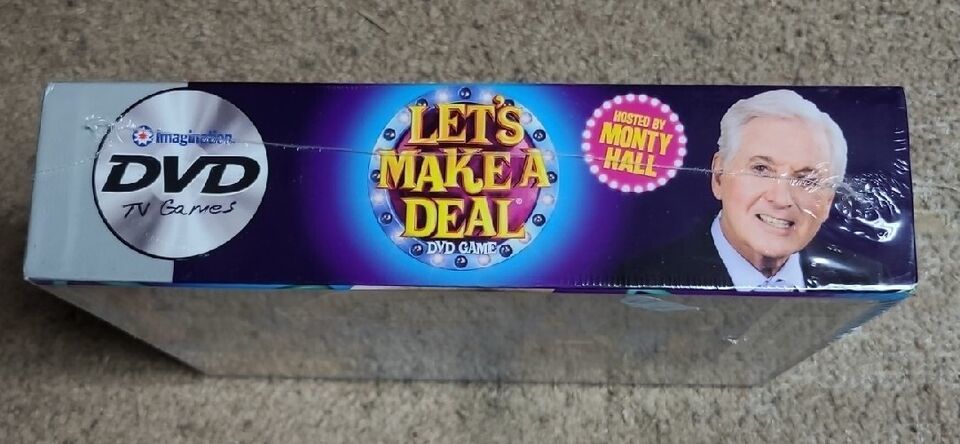 imagination
DVD
TV Games
LET'S
MAKE A
DEAL®
DVD GAME
HOSTED BY
MONTY
HALL